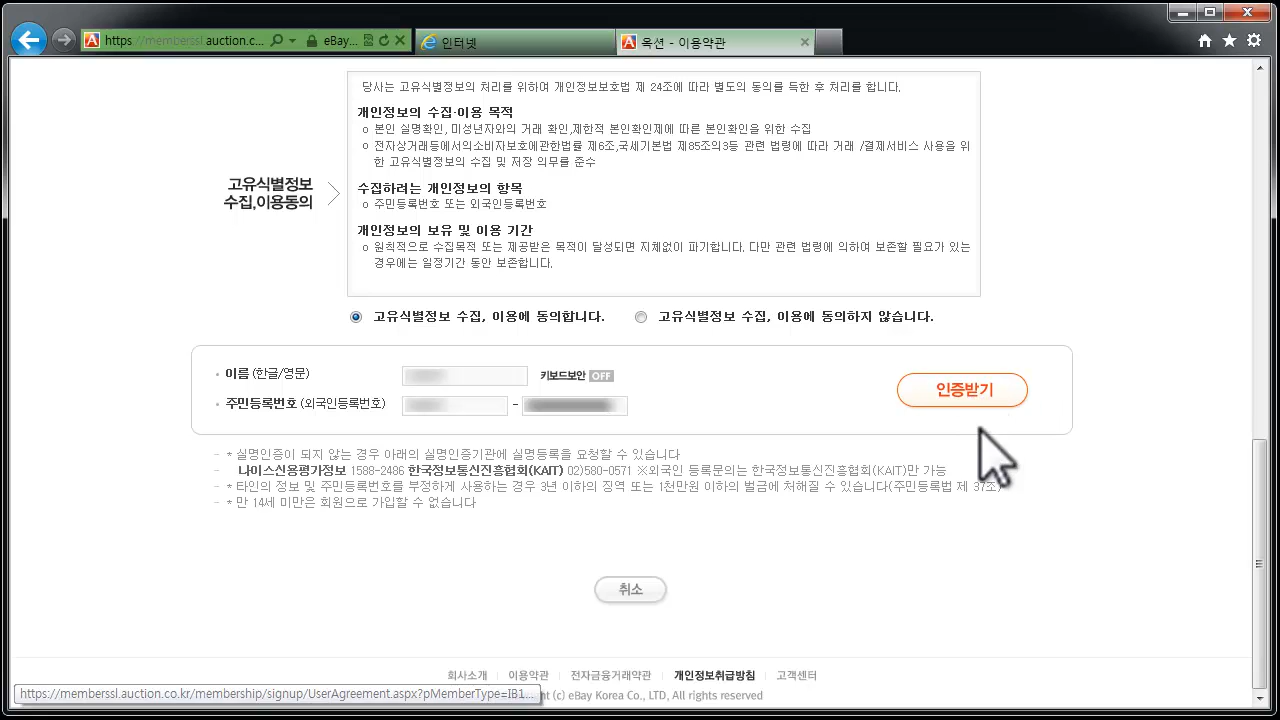 https://memberssl.auction.c...
eBay...
인터넷
옥션 - 이용약관
당사는 고유식별정보의 처리를 위하여 개인정보보호법 제 24조에 따라 별도의 동의를 득한 후 처리를 합니다.
개인정보의 수집·이용 목적
o 본인 실명확인, 미성년자와의 거래 확인,제한적 본인확인제에 따른 본인확인을 위한 수집
o 전자상거래등에서의소비자보호에관한법률 제6조,국세기본법 제85조의3등 관련 법령에 따라 거래 /결제서비스 사용을 위
한 고유식별정보의 수집 및 저장 의무를 준수
고유식별정보
수집,이용동의
수집하려는 개인정보의 항목
o 주민등록번호 또는 외국인등록번호
개인정보의 보유 및 이용 기간
o 원칙적으로 수집목적 또는 제공받은 목적이 달성되면 지체없이 파기합니다. 다만 관련 법령에 의하여 보존할 필요가 있는
경우에는 일정기간 동안 보존합니다.
고유식별정보 수집, 이용에 동의합니다.
고유식별정보 수집, 이용에 동의하지 않습니다.
이름 (한글/영문)
키보드보안 OFF
주민등록번호 (외국인등록번호)
-
인증받기
- * 실명인증이 되지 않는 경우 아래의 실명인증기관에 실명등록을 요청할 수 있습니다
- 나이스신용평가정보 1588-2486 한국정보통신진흥협회(KAIT) 02)580-0571 ※외국인 등록문의는 한국정보통신진흥협회(KAIT)만 가능
- * 타인의 정보 및 주민등록번호를 부정하게 사용하는 경우 3년 이하의 징역 또는 1천만원 이하의 벌금에 처해질 수 있습니다(주민등록법 제 37조)
- * 만 14세 미만은 회원으로 가입할 수 없습니다
취소
회사소개 이용약관 전자금융거래약관 개인정보취급방침 고객센터
https://memberssl.auction.co.kr/membership/signup/UserAgreement.aspx?pMemberType=IB1...
(c) eBay Korea Co., LTD, All rights reserved